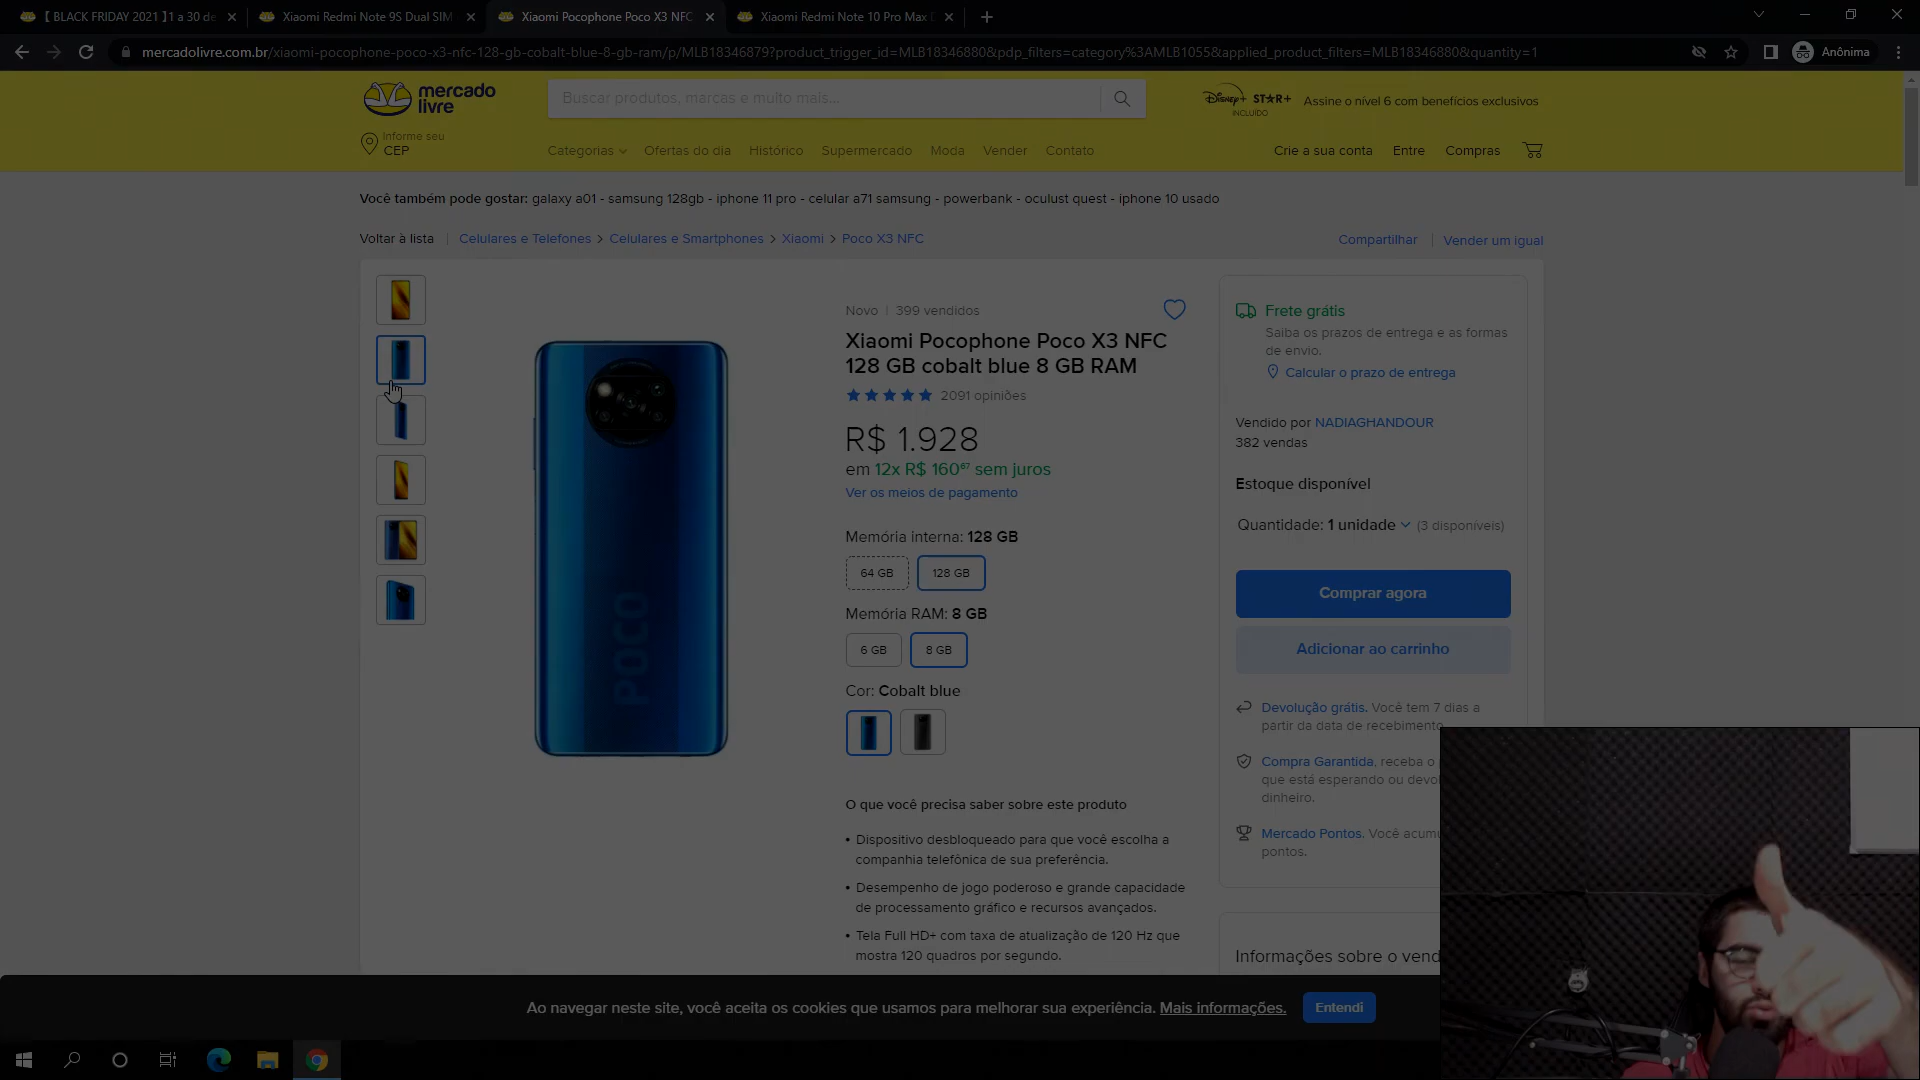 【 BLACK FRIDAY 2021 】1 a 30 de
Xiaomi Redmi Note 9S Dual SIM
Xiaomi Pocophone Poco X3 NFC
Xiaomi Redmi Note 10 Pro Max
mercadolivre.com.br/xiaomi-pocophone-poco-x3-nfc-128-gb-cobalt-blue-8-gb-ram/p/MLB18346879?product_trigger_id=MLB18346880&pdp_filters=category%3AMLB1055&applied_product_filters=MLB18346880&quantity=1
Anônima
mercado
livre
Buscar produtos, marcas e muito mais...
Disney+ STAR+
INCLUÍDO
Assine o nível 6 com benefícios exclusivos
Informe seu
CEP
Categorias
Ofertas do dia
Histórico
Supermercado
Moda
Vender
Contato
Crie a sua conta
Entre
Compras
Você também pode gostar: galaxy a01 - samsung 128gb - iphone 11 pro - celular a71 samsung - powerbank - oculust quest - iphone 10 usado
Voltar à lista
Celulares e Telefones > Celulares e Smartphones > Xiaomi > Poco X3 NFC
Compartilhar
Vender um igual
Novo | 399 vendidos
Xiaomi Pocophone Poco X3 NFC
128 GB cobalt blue 8 GB RAM
2091 opiniões
R$ 1.928
em 12x R$ 160⁶⁷ sem juros
Ver os meios de pagamento
Memória interna: 128 GB
64 GB
128 GB
Memória RAM: 8 GB
6 GB
8 GB
Cor: Cobalt blue
POCO
O que você precisa saber sobre este produto
• Dispositivo desbloqueado para que você escolha a
companhia telefônica de sua preferência.
• Desempenho de jogo poderoso e grande capacidade
de processamento gráfico e recursos avançados.
• Tela Full HD+ com taxa de atualização de 120 Hz que
mostra 120 quadros por segundo.
Frete grátis
Saiba os prazos de entrega e as formas
de envio.
Calcular o prazo de entrega
Vendido por NADIAGHANDOUR
382 vendas
Estoque disponível
Quantidade: 1 unidade (3 disponíveis)
Comprar agora
Adicionar ao carrinho
Devolução grátis. Você tem 7 dias a
partir da data de recebimento.
Compra Garantida, receba o
que está esperando ou devol
dinheiro.
Mercado Pontos. Você acumu
pontos.
Informações sobre o vend
Ao navegar neste site, você aceita os cookies que usamos para melhorar sua experiência. Mais informações.
Entendi